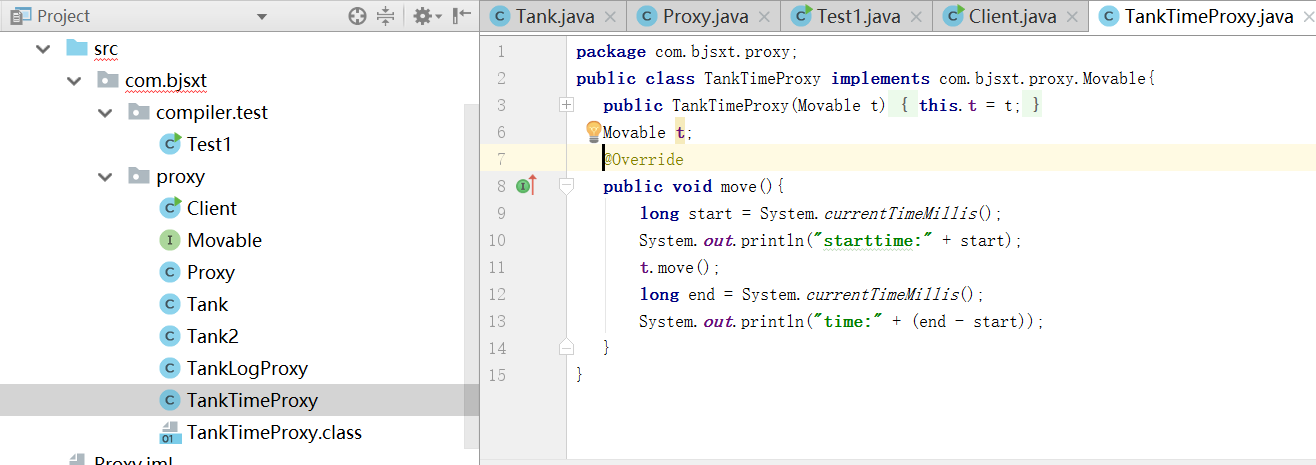 Project
src
com.bjsxt
compiler.test
Test1
proxy
Client
Movable
Proxy
Tank
Tank2
TankLogProxy
TankTimeProxy
TankTimeProxy.class
Proxy.iml
Tank.java Proxy.java Test1.java Client.java TankTimeProxy.java
1 package com.bjsxt.proxy;
2 public class TankTimeProxy implements com.bjsxt.proxy.Movable{
3 public TankTimeProxy(Movable t) { this.t = t; }
6 Movable t;
7 @Override
8 public void move(){
9 long start = System.currentTimeMillis();
10 System.out.println("starttime:" + start);
11 t.move();
12 long end = System.currentTimeMillis();
13 System.out.println("time:" + (end - start));
14 }
15 }